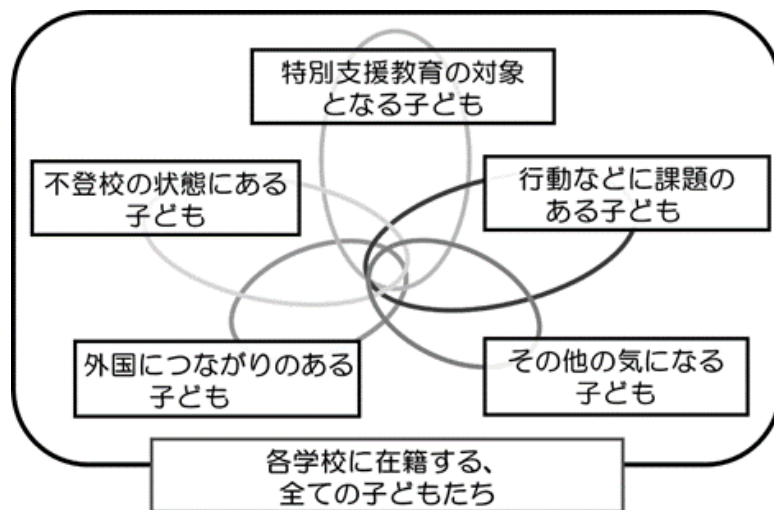 特別支援教育の対象
となる子ども
不登校の状態にある
子ども
行動などに課題の
ある子ども
外国につながりのある
子ども
その他の気になる
子ども
各学校に在籍する、
全ての子どもたち